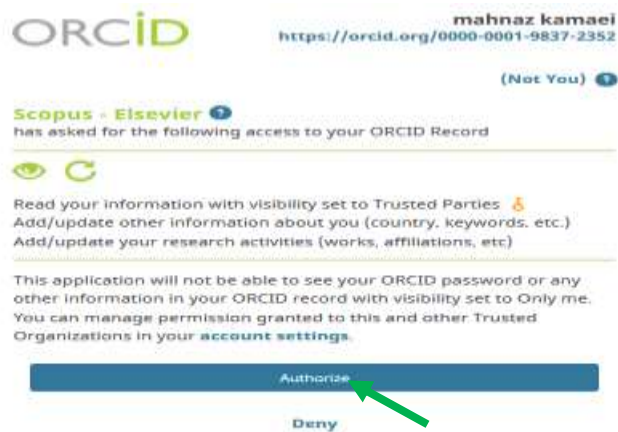 ORCID
mahnaz kamaei
https://orcid.org/0000-0001-9837-2352
(Not You) ?
Scopus - Elsevier ?
has asked for the following access to your ORCID Record
Read your information with visibility set to Trusted Parties
Add/update other information about you (country, keywords, etc.)
Add/update your research activities (works, affiliations, etc)
This application will not be able to see your ORCID password or any
other information in your ORCID record with visibility set to Only me.
You can manage permission granted to this and other Trusted
Organizations in your account settings.
Authorize
Deny